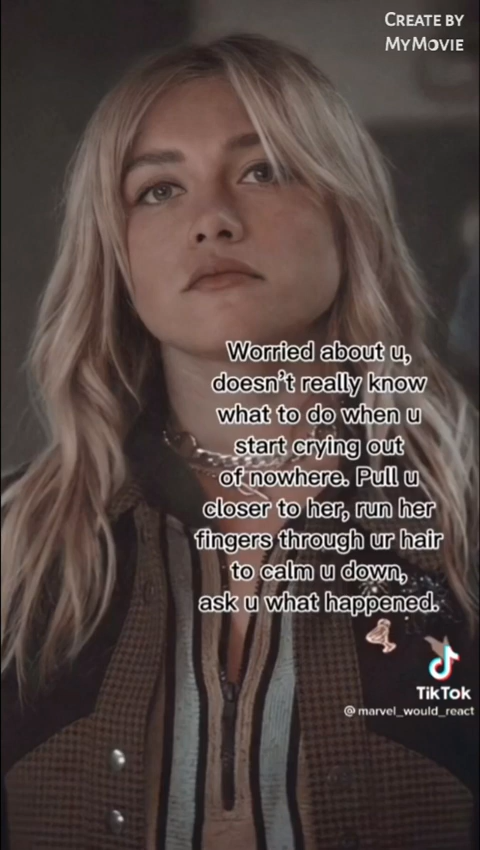 CREATE BY
MYMOVIE
Worried about u,
doesn't really know
what to do when u
start crying out
of nowhere. Pull u
closer to her, run her
fingers through ur hair
to calm u down,
ask u what happened.
TikTok
@marvel_would_react